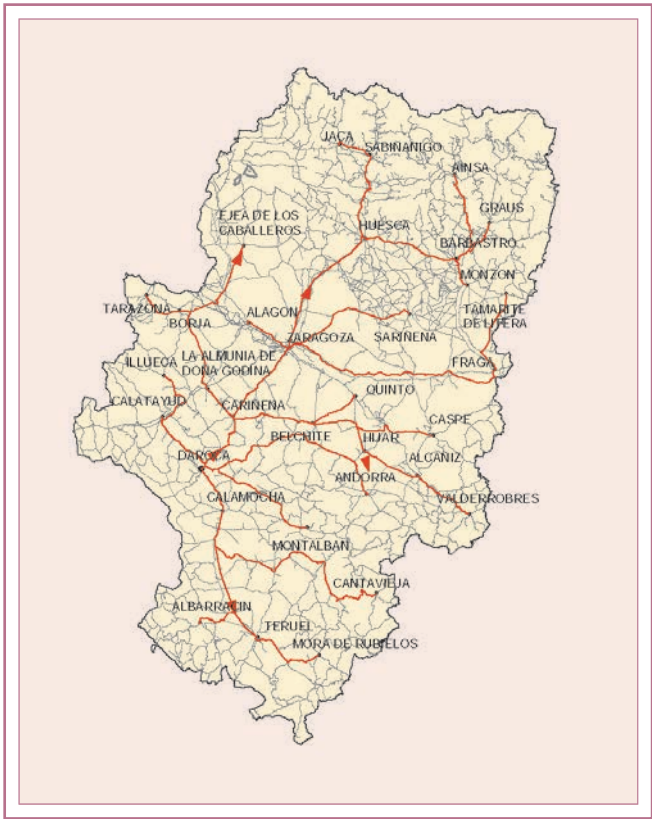 JACA
SABIÑANIGO
AINSA
GRAUS
EJEA DE LOS
CABALLEROS
HUESCA
BARBASTRO
MONZON
TARAZONA
BORJA
ALAGON
TAMARITE
DE LITERA
ZARAGOZA
SARIÑENA
ILLUECA
LA ALMUNIA DE
DOÑA GODINA
FRAGA
QUINTO
CALATAYUD
CARIÑENA
CASPE
BELCHITE
HIJAR
DAROCA
ALCAÑIZ
ANDORRA
CALAMOCHA
VALDERROBRES
MONTALBAN
CANTAVIEJA
ALBARRACIN
TERUEL
MORA DE RUBIELOS